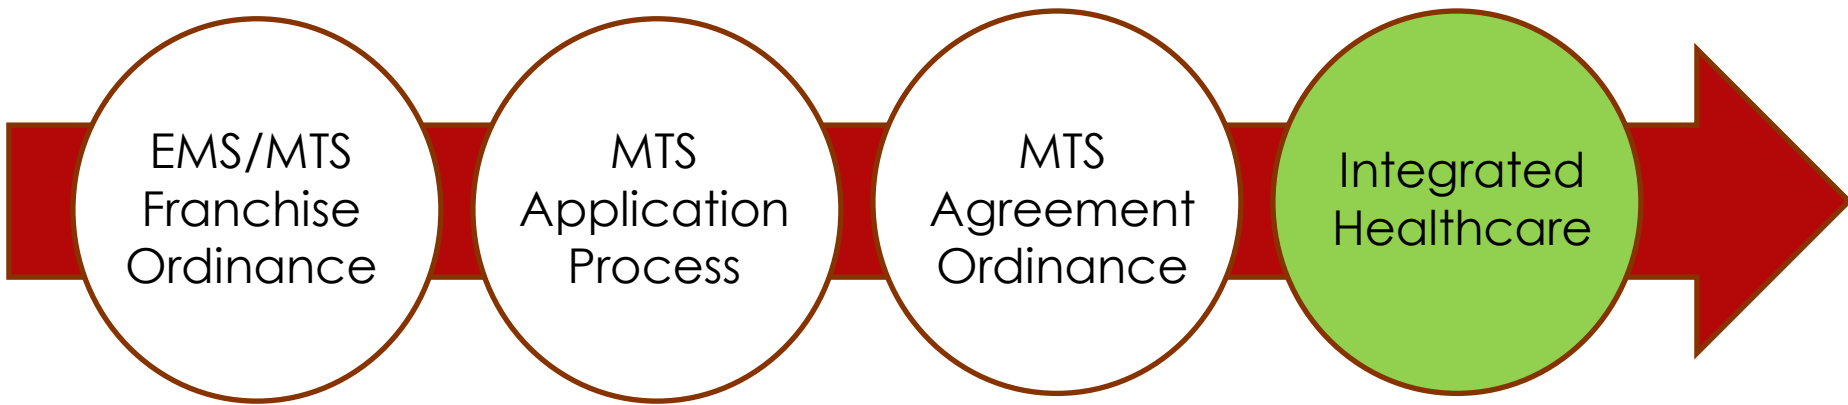 EMS/MTS
Franchise
Ordinance
MTS
Application
Process
MTS
Agreement
Ordinance
Integrated
Healthcare